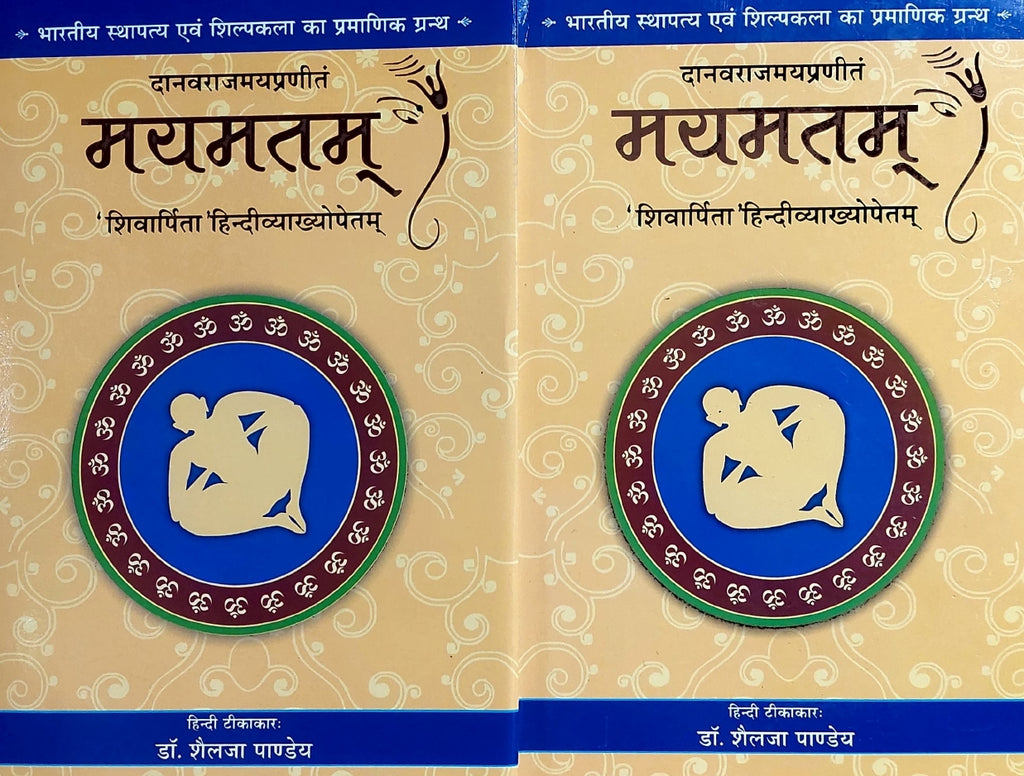 भारतीय स्थापत्य एवं शिल्पकला का प्रमाणिक ग्रन्थ
दानवराजमयप्रणीतं
मयमतम्
‘शिवार्पिता’हिन्दीव्याख्योपेतम्
ॐ ॐ ॐ ॐ ॐ ॐ ॐ ॐ ॐ ॐ ॐ ॐ ॐ ॐ ॐ ॐ ॐ ॐ ॐ ॐ ॐ ॐ ॐ ॐ
हिन्दी टीकाकारः
डॉ. शैलजा पाण्डेय
भारतीय स्थापत्य एवं शिल्पकला का प्रमाणिक ग्रन्थ
दानवराजमयप्रणीतं
मयमतम्
‘शिवार्पिता’हिन्दीव्याख्योपेतम्
ॐ ॐ ॐ ॐ ॐ ॐ ॐ ॐ ॐ ॐ ॐ ॐ ॐ ॐ ॐ ॐ ॐ ॐ ॐ ॐ ॐ ॐ ॐ ॐ
हिन्दी टीकाकारः
डॉ. शैलजा पाण्डेय